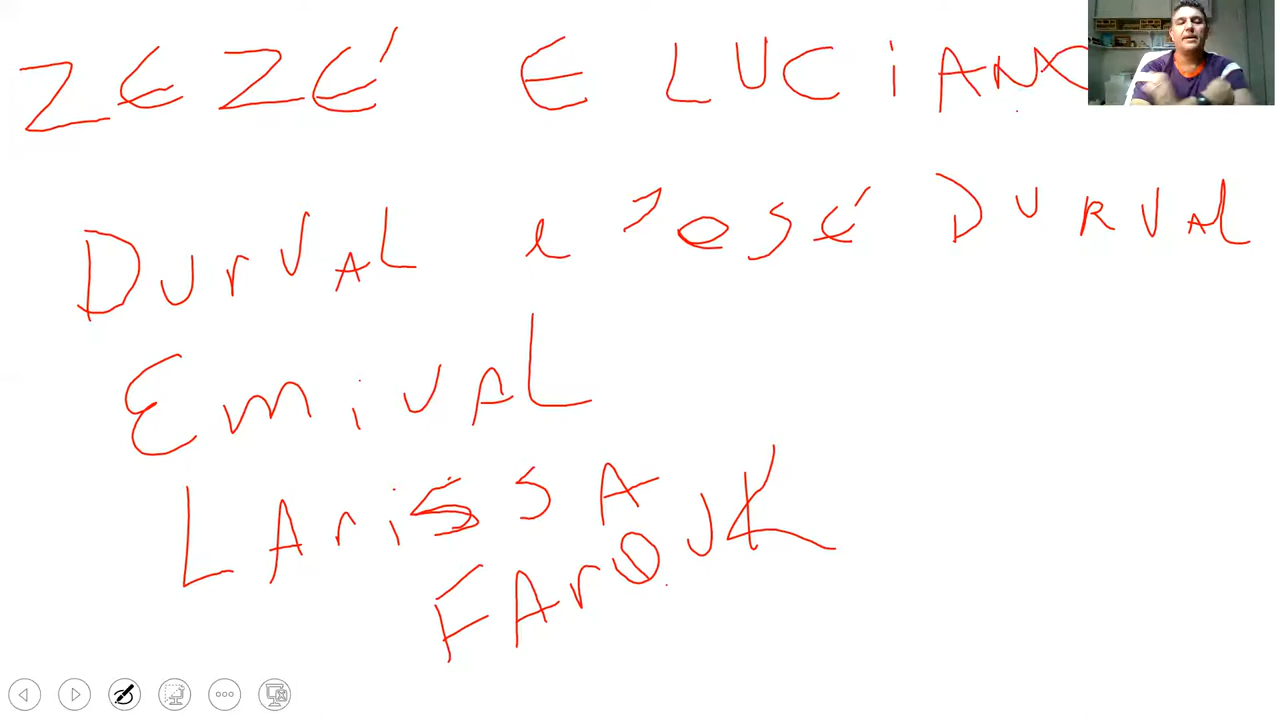 ZEZÉ E LUCIANO
DurVAL e José DURVAL
EmivAL
LArissA
FArOUK